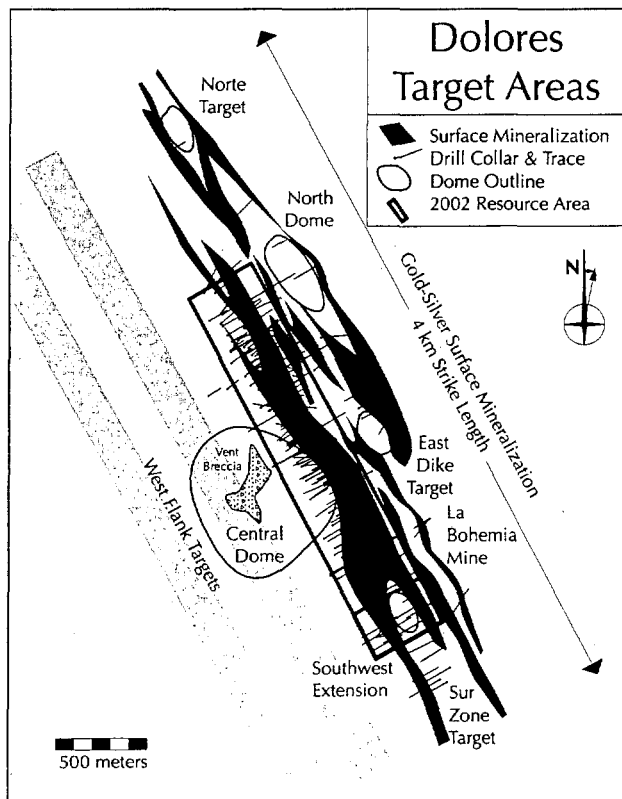 Dolores
Target Areas
Surface Mineralization
Drill Collar & Trace
Dome Outline
2002 Resource Area
Norte
Target
North
Dome
N
Gold-Silver Surface Mineralization
4 km Strike Length
Vent
Breccia
Central
Dome
West Flank Targets
East
Dike
Target
La
Bohemia
Mine
Southwest
Extension
Sur
Zone
Target
500 meters